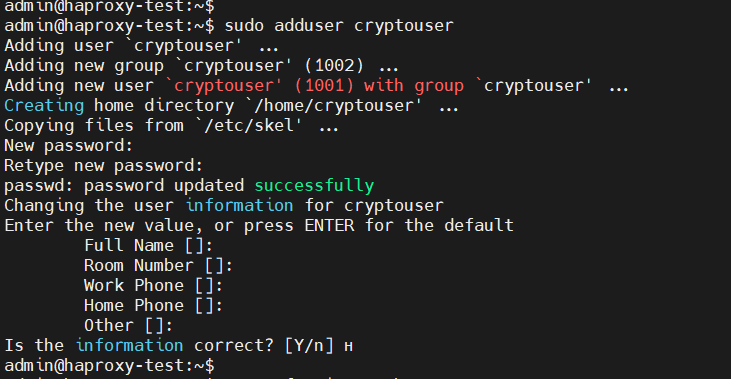 admin@haproxy-test:~$
admin@haproxy-test:~$ sudo adduser cryptouser
Adding user `cryptouser' ...
Adding new group `cryptouser' (1002) ...
Adding new user `cryptouser' (1001) with group `cryptouser' ...
Creating home directory `/home/cryptouser' ...
Copying files from `/etc/skel' ...
New password:
Retype new password:
passwd: password updated successfully
Changing the user information for cryptouser
Enter the new value, or press ENTER for the default
Full Name []:
Room Number []:
Work Phone []:
Home Phone []:
Other []:
Is the information correct? [Y/n] н
admin@haproxy-test:~$